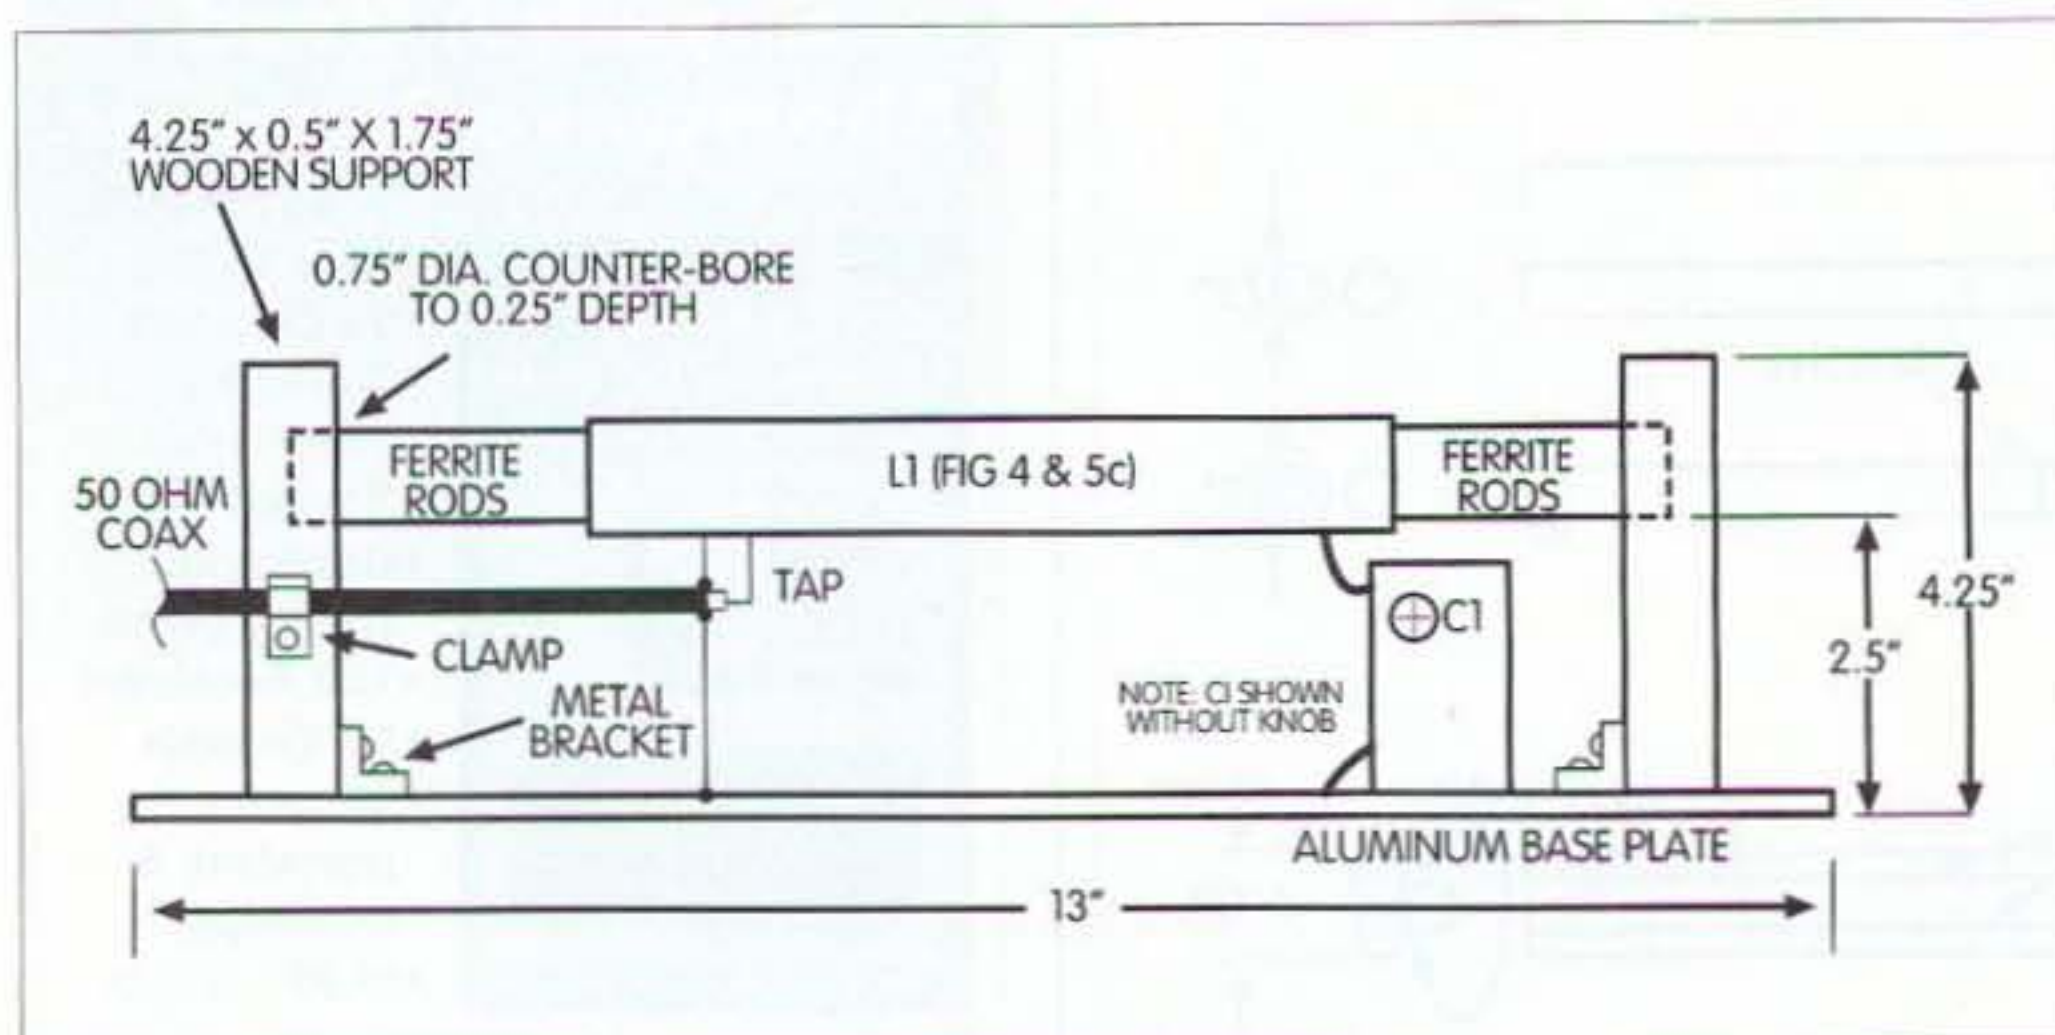 4.25" x 0.5" X 1.75"
WOODEN SUPPORT
0.75" DIA. COUNTER-BORE
TO 0.25" DEPTH
FERRITE
RODS
L1 (FIG 4 & 5c)
FERRITE
RODS
50 OHM
COAX
TAP
C1
4.25"
2.5"
CLAMP
METAL
BRACKET
NOTE: CI SHOWN
WITHOUT KNOB
ALUMINUM BASE PLATE
13"